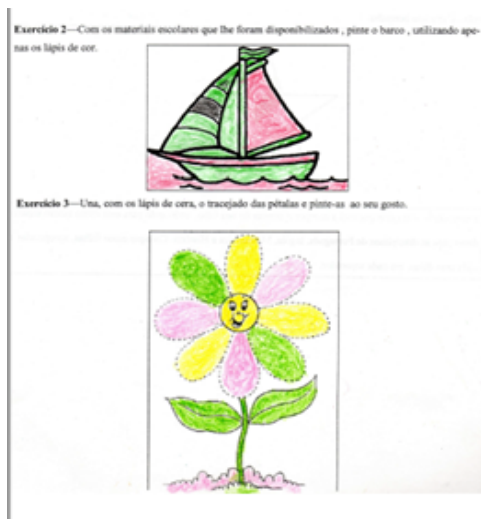 Exercício 2—Com os materiais escolares que lhe foram disponibilizados , pinte o barco , utilizando ape-
nas os lápis de cor.
Exercício 3—Una, com os lápis de cera, o tracejado das pétalas e pinte-as ao seu gosto.